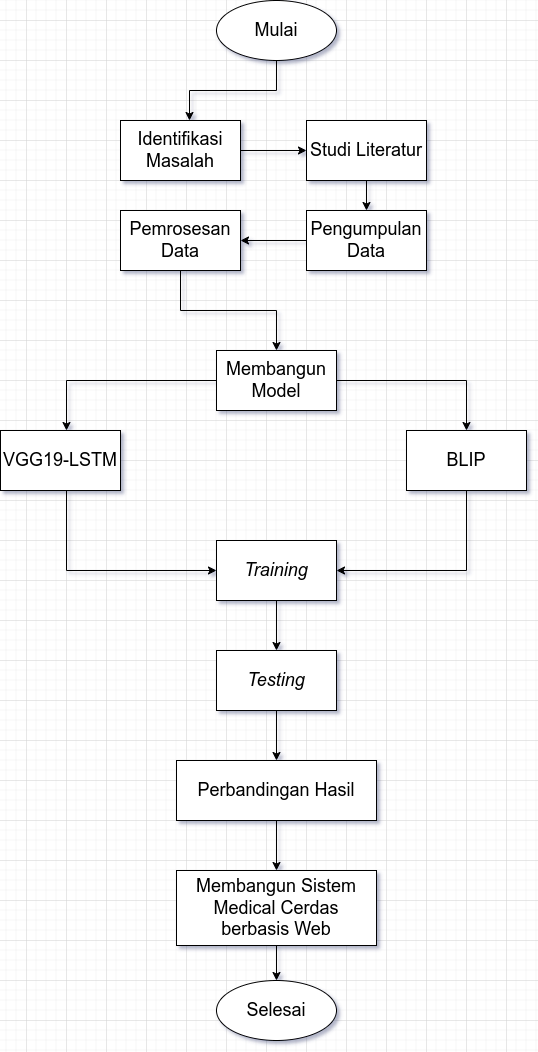 Mulai
Identifikasi
Masalah
Studi Literatur
Pengumpulan
Data
Pemrosesan
Data
Membangun
Model
VGG19-LSTM
BLIP
Training
Testing
Perbandingan Hasil
Membangun Sistem
Medical Cerdas
berbasis Web
Selesai